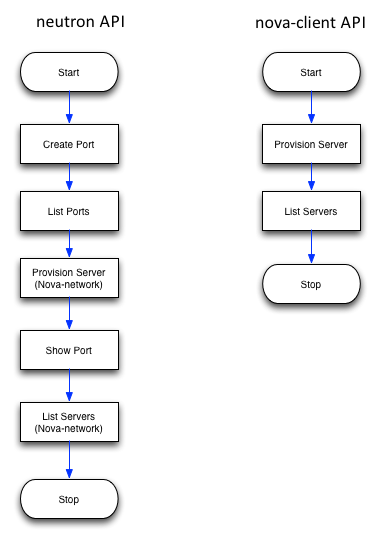 neutron API
Start
Create Port
List Ports
Provision Server
(Nova-network)
Show Port
List Servers
(Nova-network)
Stop
nova-client API
Start
Provision Server
List Servers
Stop